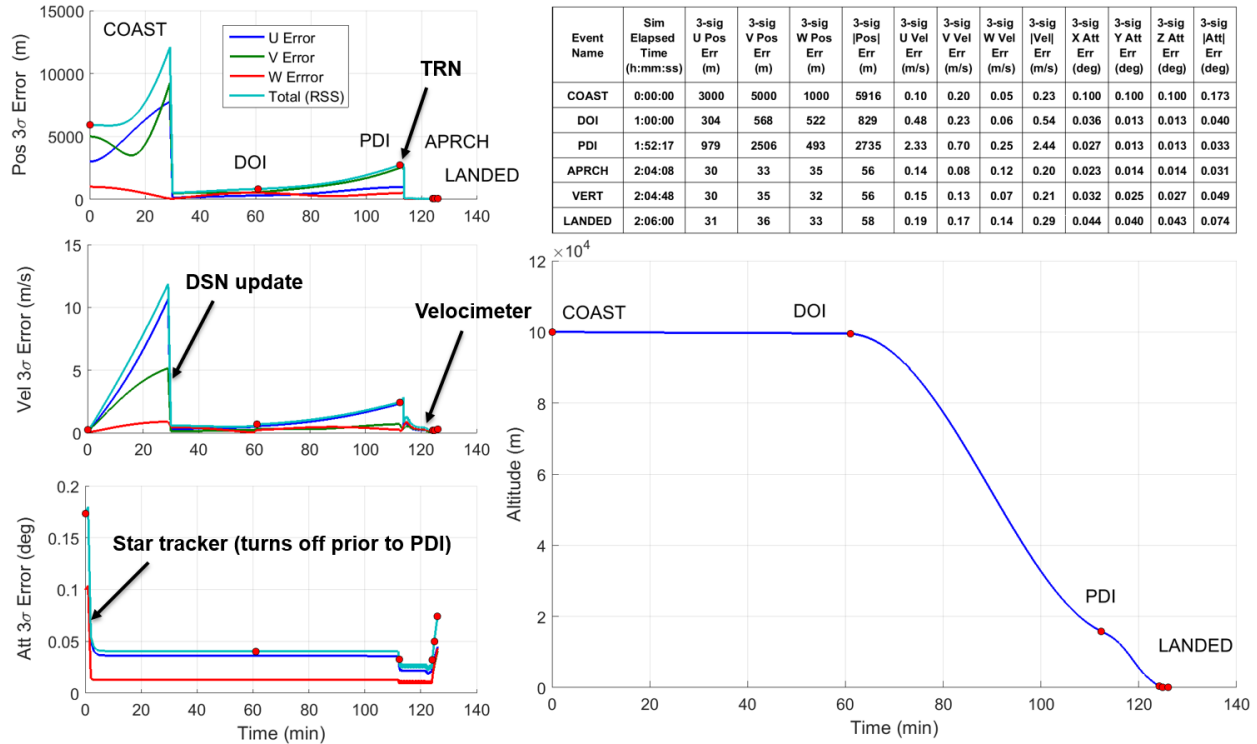 15000
10000
5000
0
Pos 3σ Error (m)
COAST
U Error
V Error
W Errror
Total (RSS)
TRN
DOI
PDI
APRCH
LANDED
0 20 40 60 80 100 120 140
15
10
5
0
Vel 3σ Error (m/s)
DSN update
Velocimeter
0 20 40 60 80 100 120 140
0.2
0.15
0.1
0.05
0
Att 3σ Error (deg)
Star tracker (turns off prior to PDI)
0 20 40 60 80 100 120 140
Time (min)
Event Name Sim Elapsed Time (h:mm:ss) 3-sig U Pos Err (m) 3-sig V Pos Err (m) 3-sig W Pos Err (m) 3-sig |Pos| Err (m) 3-sig U Vel Err (m/s) 3-sig V Vel Err (m/s) 3-sig W Vel Err (m/s) 3-sig |Vel| Err (m/s) 3-sig X Att Err (deg) 3-sig Y Att Err (deg) 3-sig Z Att Err (deg) 3-sig |Att| Err (deg)
COAST 0:00:00 3000 5000 1000 5916 0.10 0.20 0.05 0.23 0.100 0.100 0.100 0.173
DOI 1:00:00 304 568 522 829 0.48 0.23 0.06 0.54 0.036 0.013 0.013 0.040
PDI 1:52:17 979 2506 493 2735 2.33 0.70 0.25 2.44 0.027 0.013 0.013 0.033
APRCH 2:04:08 30 33 35 56 0.14 0.08 0.12 0.20 0.023 0.014 0.014 0.031
VERT 2:04:48 30 35 32 56 0.15 0.13 0.07 0.21 0.032 0.025 0.027 0.049
LANDED 2:06:00 31 36 33 58 0.19 0.17 0.14 0.29 0.044 0.040 0.043 0.074
×10⁴
12
10
8
6
4
2
0
Altitude (m)
COAST
DOI
PDI
LANDED
0 20 40 60 80 100 120 140
Time (min)